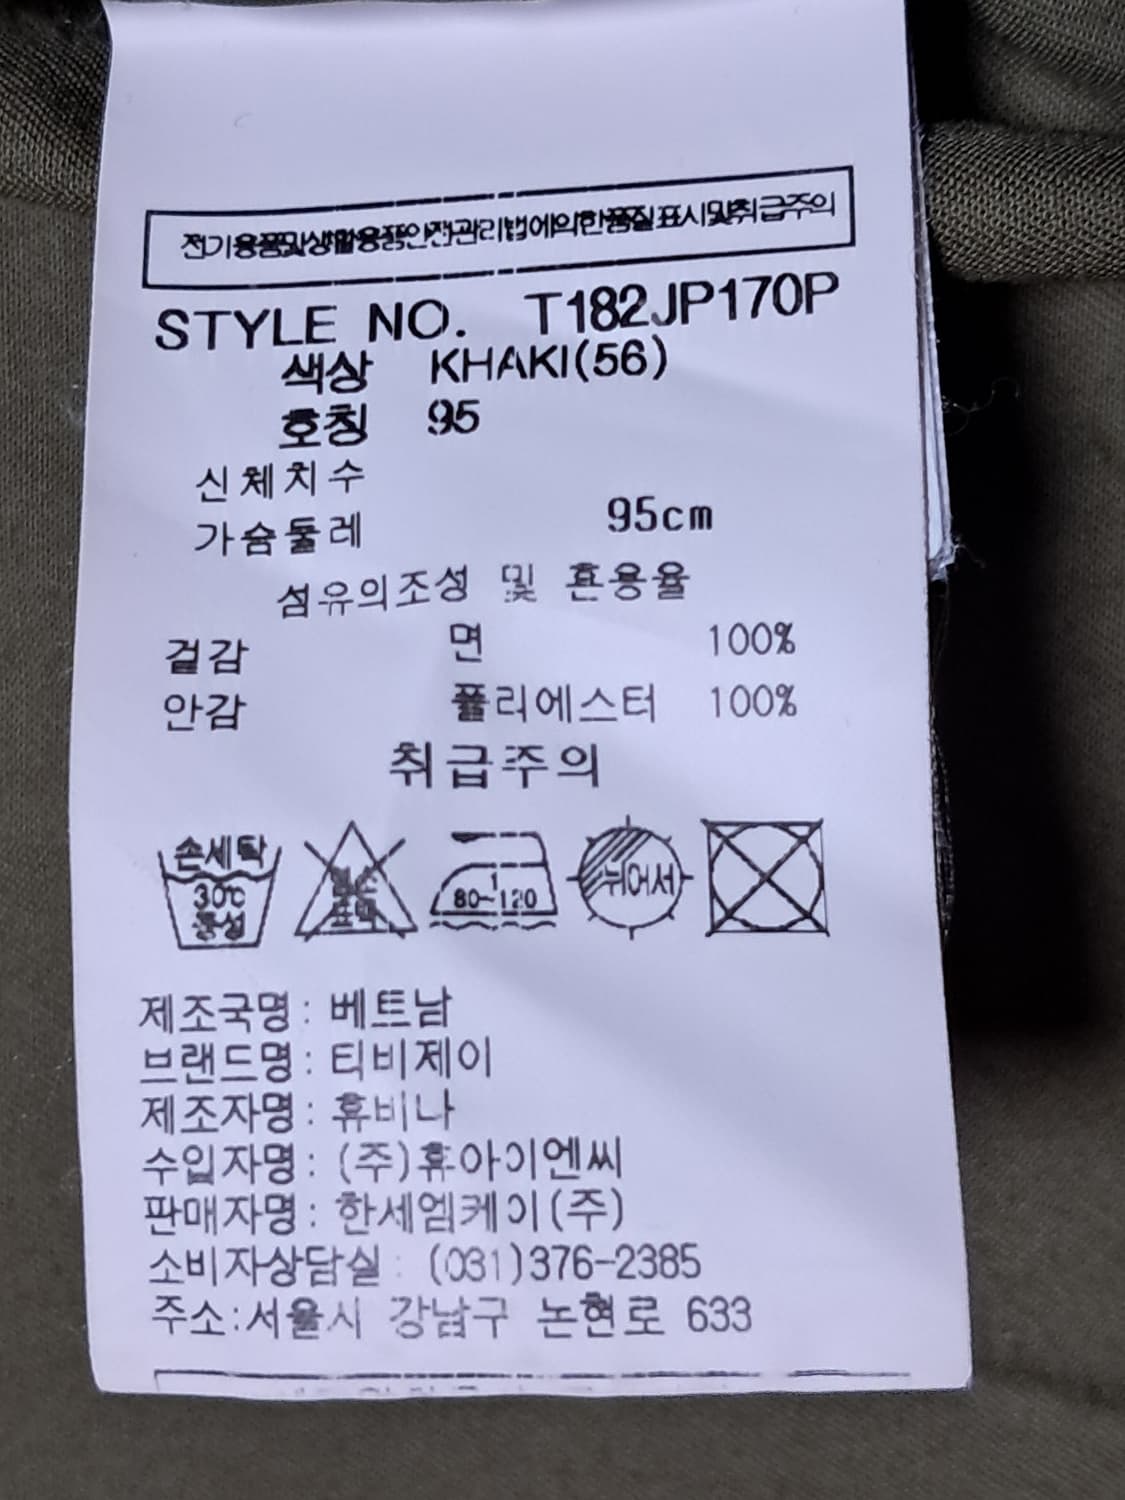 전기용품및생활용품안전관리법에의한품질표시및취급주의
STYLE NO. T182JP170P
색상 KHAKI(56)
호칭 95
신체치수
가슴둘레 95cm
섬유의조성 및 혼용율
겉감 면 100%
안감 폴리에스터 100%
취급주의
손세탁
30℃
중성
염소
표백
1
80~120
뉘어서
제조국명: 베트남
브랜드명: 티비제이
제조자명: 휴비나
수입자명: (주)휴아이엔씨
판매자명: 한세엠케이(주)
소비자상담실: (031)376-2385
주소:서울시 강남구 논현로 633